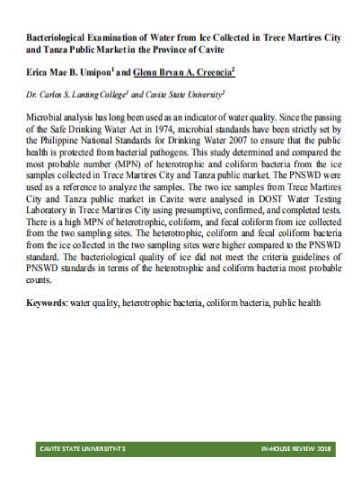 Bacteriological Examination of Water from Ice Collected in Trece Martires City
and Tanza Public Market in the Province of Cavite
Erica Mae B. Umipon¹ and Glenn Bryan A. Creencia²
Dr. Carlos S. Lanting College¹ and Cavite State University²
Microbial analysis has long been used as an indicator of water quality. Since the passing
of the Safe Drinking Water Act in 1974, microbial standards have been strictly set by
the Philippine National Standards for Drinking Water 2007 to ensure that the public
health is protected from bacterial pathogens. This study determined and compared the
most probable number (MPN) of heterotrophic and coliform bacteria from the ice
samples collected in Trece Martires City and Tanza public market. The PNSWD were
used as a reference to analyze the samples. The two ice samples from Trece Martires
City and Tanza public market in Cavite were analysed in DOST Water Testing
Laboratory in Trece Martires City using presumptive, confirmed, and completed tests.
There is a high MPN of heterotrophic, coliform, and fecal coliform from ice collected
from the two sampling sites. The heterotrophic, coliform and fecal coliform bacteria
from the ice collected in the two sampling sites were higher compared to the PNSWD
standard. The bacteriological quality of ice did not meet the criteria guidelines of
PNSWD standards in terms of the heterotrophic and coliform bacteria most probable
counts.
Keywords: water quality, heterotrophic bacteria, coliform bacteria, public health
CAVITE STATE UNIVERSITY-T3 IN-HOUSE REVIEW 2018